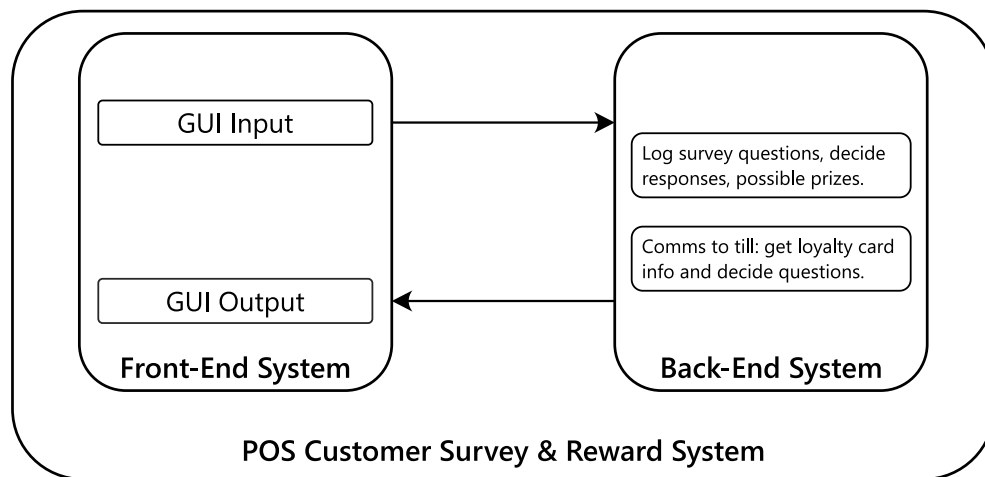 GUI Input
GUI Output
Front-End System
Log survey questions, decide
responses, possible prizes.
Comms to till: get loyalty card
info and decide questions.
Back-End System
POS Customer Survey & Reward System